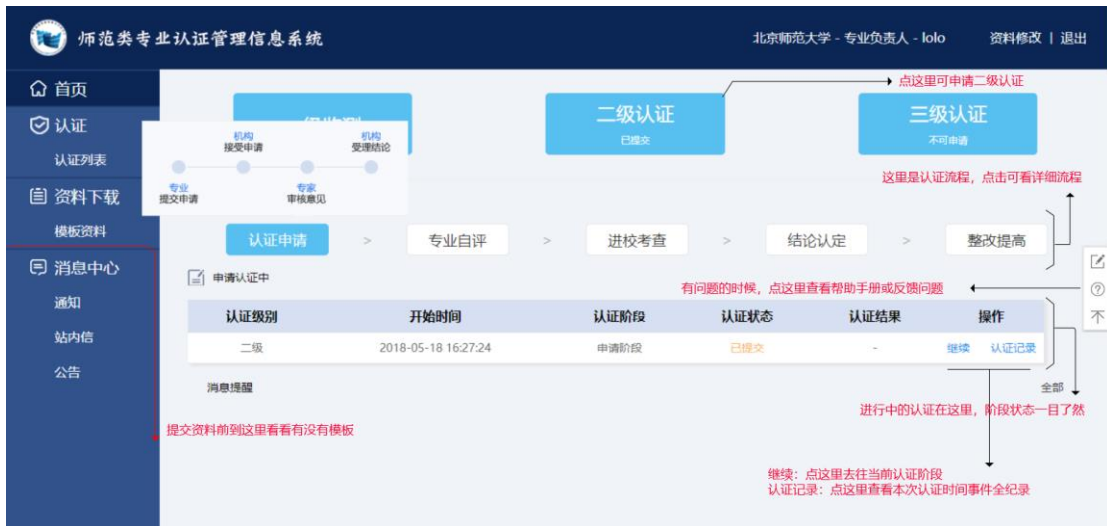 师范类专业认证管理信息系统
北京师范大学 - 专业负责人 - lolo 资料修改 | 退出
首页
认证
认证列表
资料下载
模板资料
消息中心
通知
站内信
公告
点这里可申请二级认证
二级认证
已提交
三级认证
不可申请
机构
接受申请
机构
受理结论
专业
提交申请
专家
审核意见
这里是认证流程，点击可看详细流程
认证申请 > 专业自评 > 进校考查 > 结论认定 > 整改提高
申请认证中
有问题的时候，点这里查看帮助手册或反馈问题
认证级别 开始时间 认证阶段 认证状态 认证结果 操作
二级 2018-05-18 16:27:24 申请阶段 已提交 - 继续 认证记录
消息提醒 全部
进行中的认证在这里，阶段状态一目了然
提交资料前到这里看看有没有模板
继续：点这里去往当前认证阶段
认证记录：点这里查看本次认证时间事件全纪录